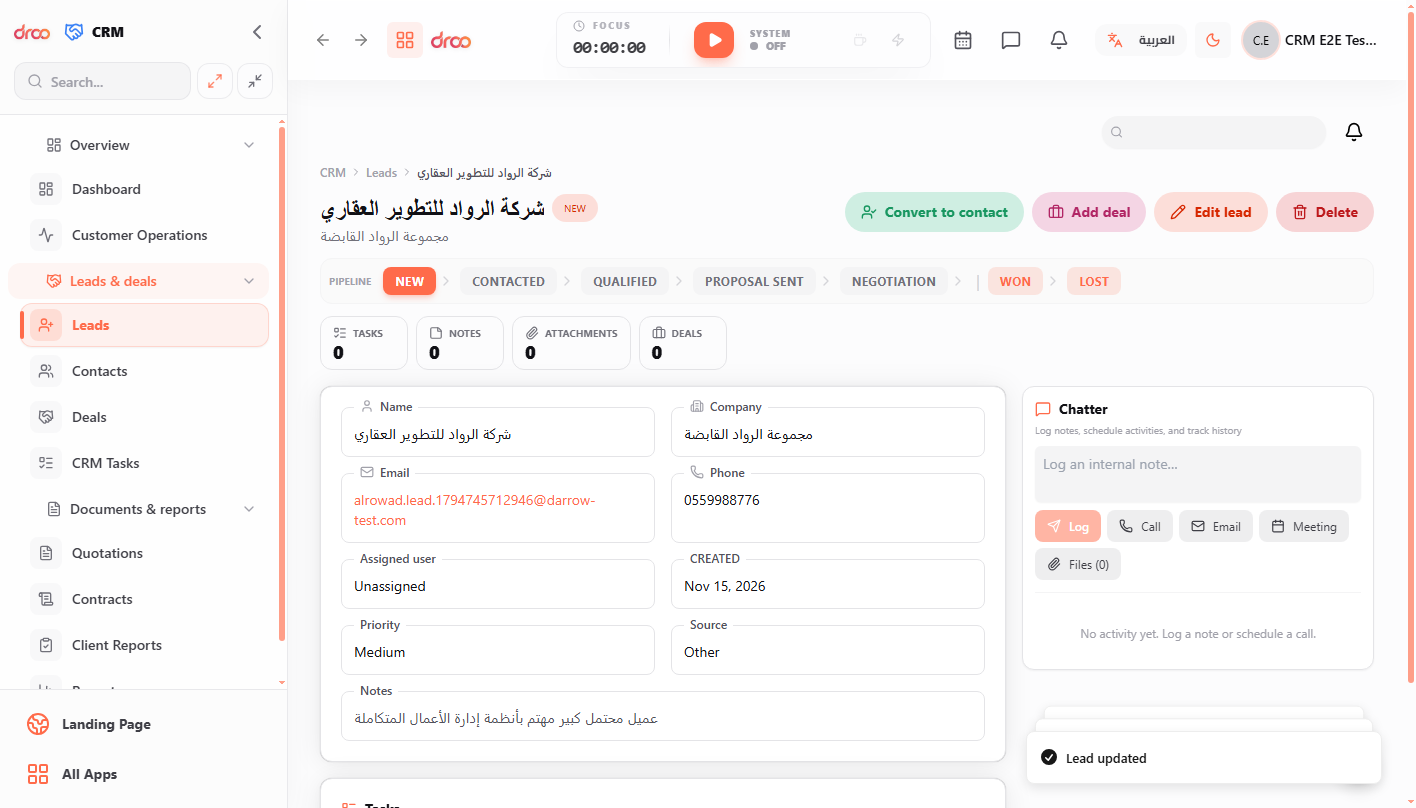 droo CRM
Search...
Overview
Dashboard
Customer Operations
Leads & deals
Leads
Contacts
Deals
CRM Tasks
Documents & reports
Quotations
Contracts
Client Reports
Landing Page
All Apps
droo
FOCUS
00:00:00
SYSTEM
OFF
العربية
C.E
CRM E2E Tes...
CRM > Leads > شركة الرواد للتطوير العقاري
شركة الرواد للتطوير العقاري NEW
مجموعة الرواد القابضة
Convert to contact
Add deal
Edit lead
Delete
PIPELINE NEW CONTACTED QUALIFIED PROPOSAL SENT NEGOTIATION | WON LOST
TASKS
0
NOTES
0
ATTACHMENTS
0
DEALS
0
Name
شركة الرواد للتطوير العقاري
Company
مجموعة الرواد القابضة
Email
alrowad.lead.1794745712946@darrow-
test.com
Phone
0559988776
Assigned user
Unassigned
CREATED
Nov 15, 2026
Priority
Medium
Source
Other
Notes
عميل محتمل كبير مهتم بأنظمة إدارة الأعمال المتكاملة
Chatter
Log notes, schedule activities, and track history
Log an internal note...
Log
Call
Email
Meeting
Files (0)
No activity yet. Log a note or schedule a call.
Lead updated
Tasks